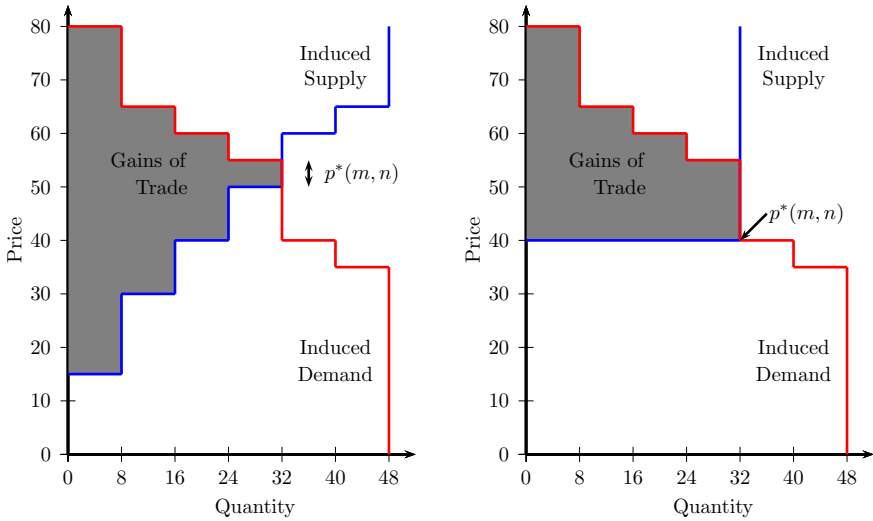 80
70
60
50
40
30
20
10
0
Price
0 8 16 24 32 40 48
Quantity
Induced
Supply
Gains of
Trade
p*(m, n)
Induced
Demand
80
70
60
50
40
30
20
10
0
Price
0 8 16 24 32 40 48
Quantity
Induced
Supply
Gains of
Trade
p*(m, n)
Induced
Demand